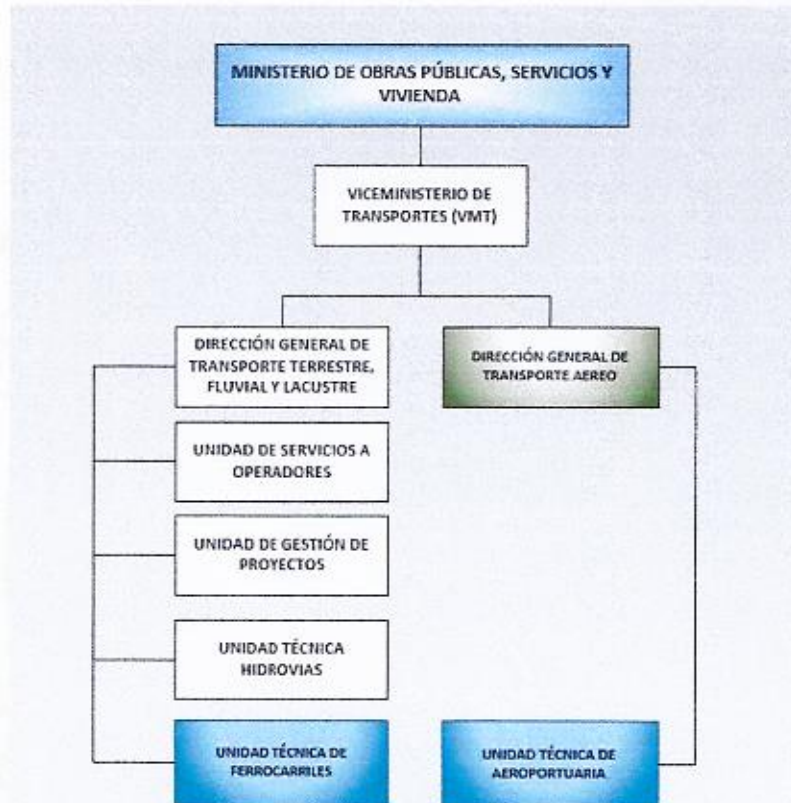 MINISTERIO DE OBRAS PÚBLICAS, SERVICIOS Y
VIVIENDA
VICEMINISTERIO DE
TRANSPORTES (VMT)
DIRECCIÓN GENERAL DE
TRANSPORTE TERRESTRE,
FLUVIAL Y LACUSTRE
DIRECCIÓN GENERAL DE
TRANSPORTE AEREO
UNIDAD DE SERVICIOS A
OPERADORES
UNIDAD DE GESTIÓN DE
PROYECTOS
UNIDAD TÉCNICA
HIDROVIAS
UNIDAD TÉCNICA DE
FERROCARRILES
UNIDAD TÉCNICA DE
AEROPORTUARIA